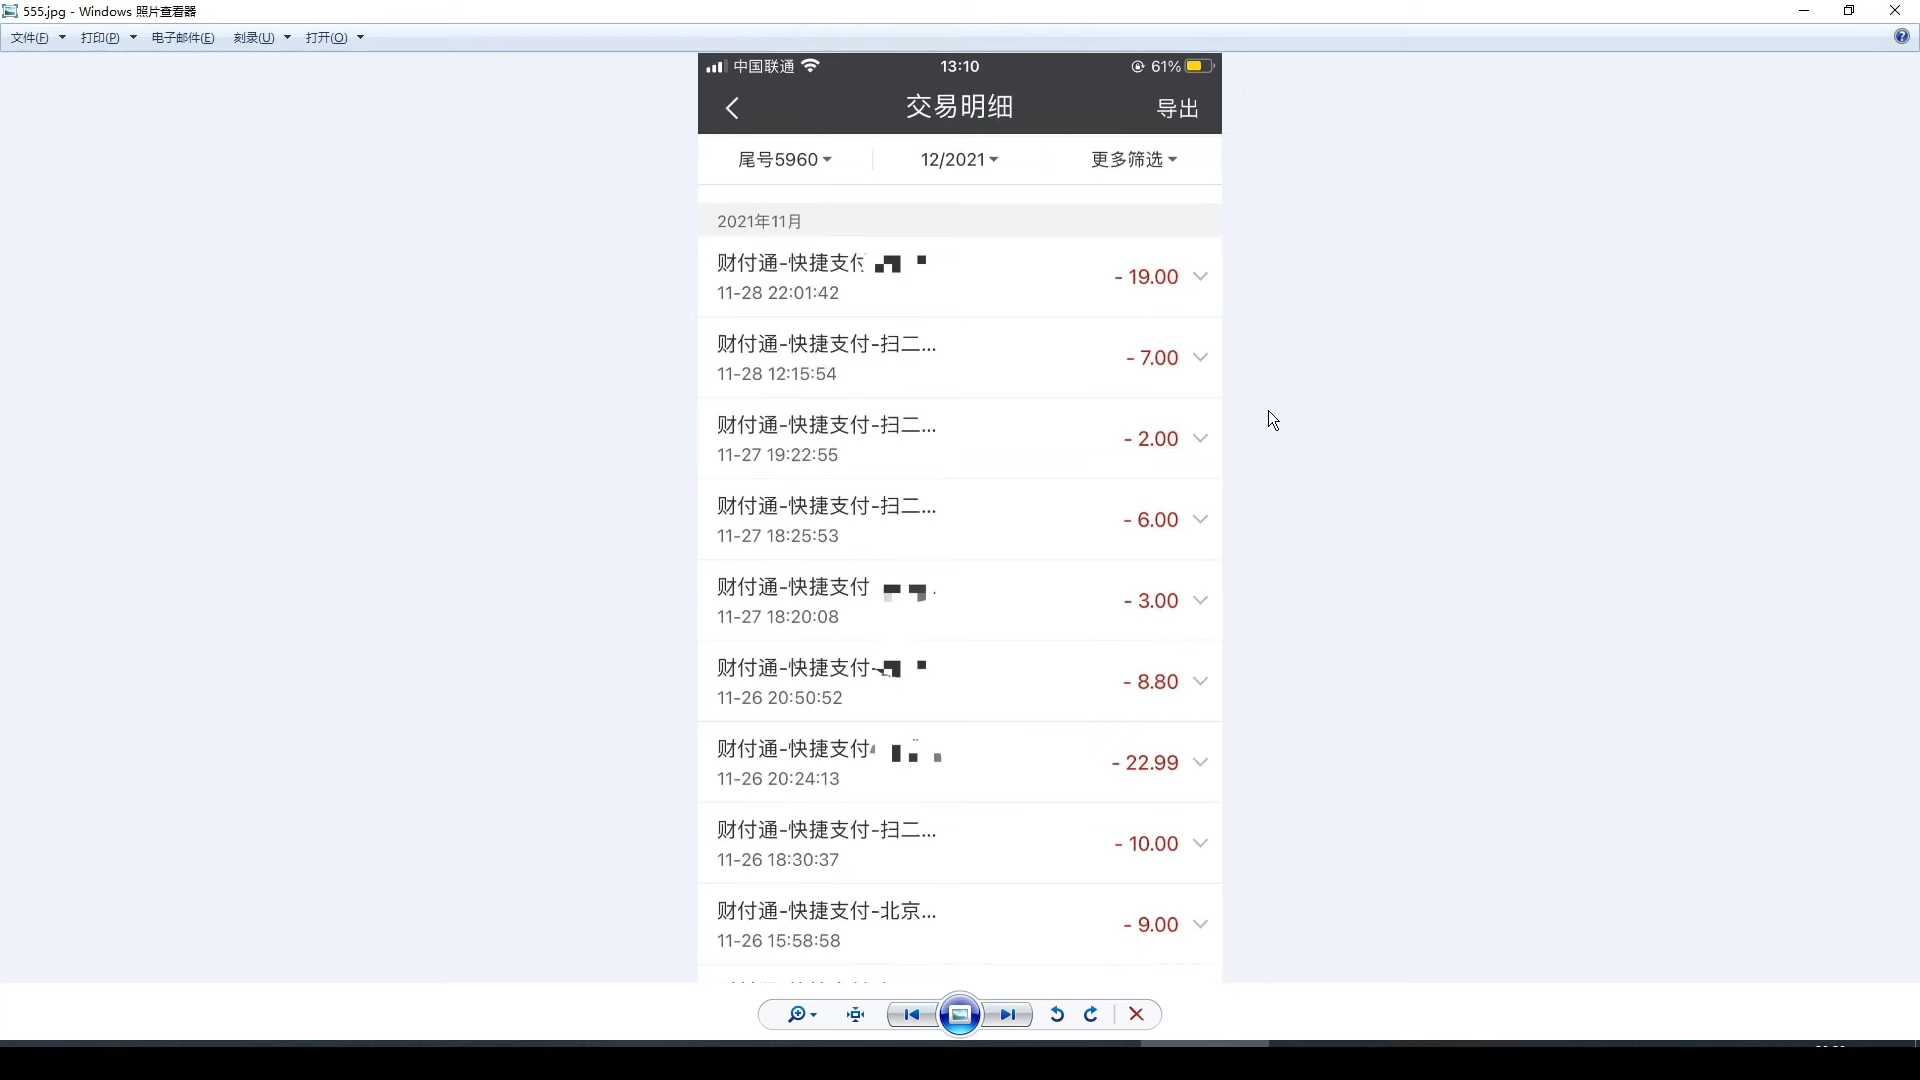 555.jpg - Windows 照片查看器
文件(F) 打印(P) 电子邮件(E) 刻录(U) 打开(O)
中国联通 13:10 61%
交易明细 导出
尾号5960 12/2021 更多筛选
2021年11月
财付通-快捷支付
- 19.00
11-28 22:01:42
财付通-快捷支付-扫二...
- 7.00
11-28 12:15:54
财付通-快捷支付-扫二...
- 2.00
11-27 19:22:55
财付通-快捷支付-扫二...
- 6.00
11-27 18:25:53
财付通-快捷支付
- 3.00
11-27 18:20:08
财付通-快捷支付-
- 8.80
11-26 20:50:52
财付通-快捷支付
- 22.99
11-26 20:24:13
财付通-快捷支付-扫二...
- 10.00
11-26 18:30:37
财付通-快捷支付-北京...
- 9.00
11-26 15:58:58